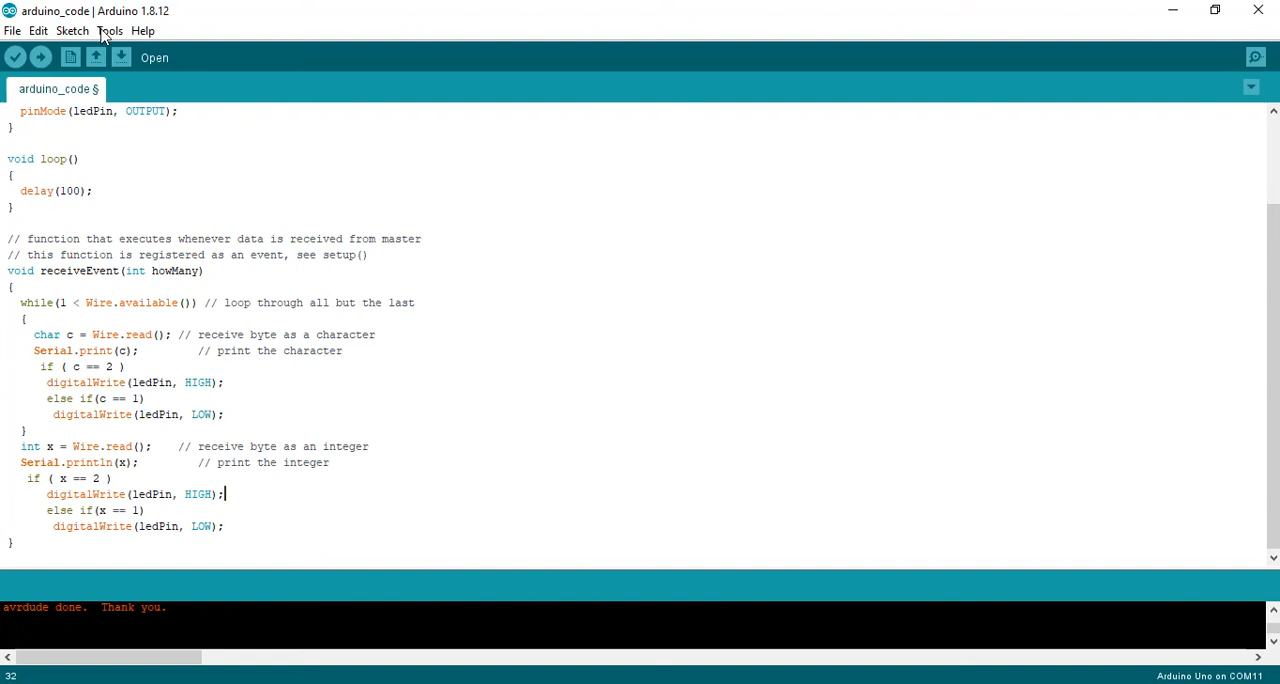 arduino_code | Arduino 1.8.12
File Edit Sketch Tools Help
Open
arduino_code §
  pinMode(ledPin, OUTPUT);
}

void loop()
{
  delay(100);
}

// function that executes whenever data is received from master
// this function is registered as an event, see setup()
void receiveEvent(int howMany)
{
  while(1 < Wire.available()) // loop through all but the last
  {
    char c = Wire.read(); // receive byte as a character
    Serial.print(c);         // print the character
     if ( c == 2 )
      digitalWrite(ledPin, HIGH);
      else if(c == 1)
       digitalWrite(ledPin, LOW);
  }
  int x = Wire.read();    // receive byte as an integer
  Serial.println(x);         // print the integer
   if ( x == 2 )
      digitalWrite(ledPin, HIGH);
      else if(x == 1)
       digitalWrite(ledPin, LOW);
}
avrdude done.  Thank you.
32
Arduino Uno on COM11